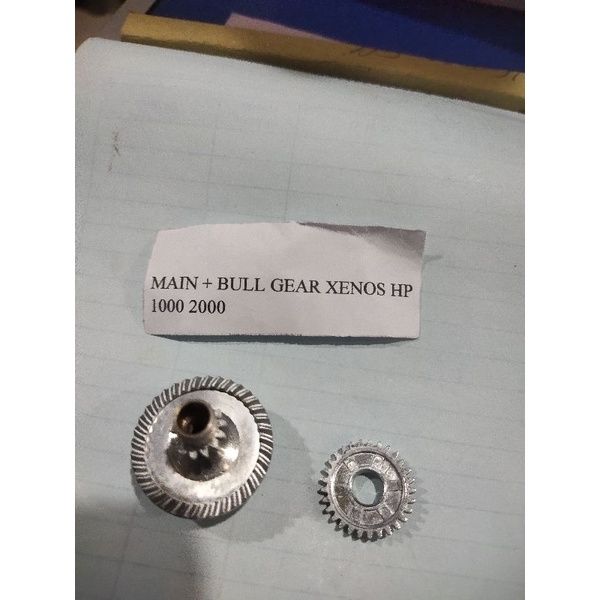 MAIN + BULL GEAR XENOS HP
1000 2000